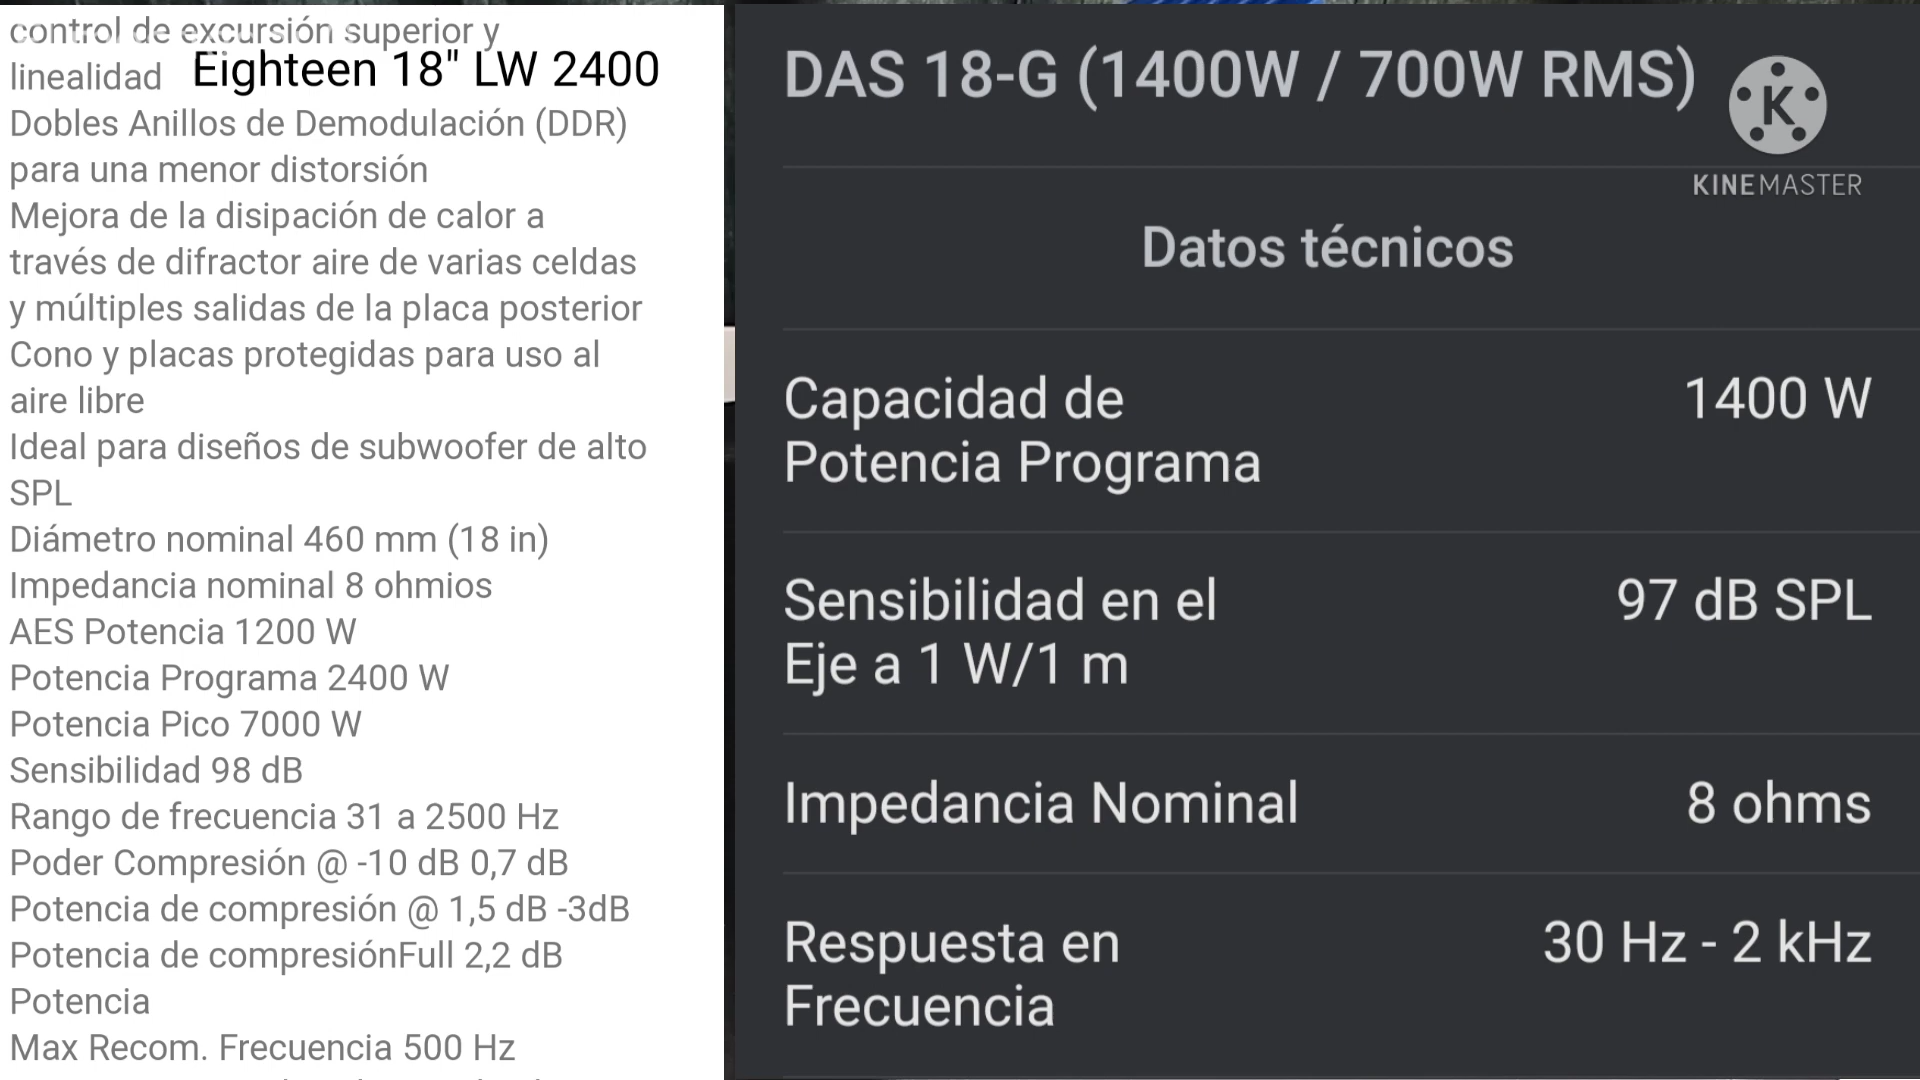 control de excursión superior y
linealidad
Eighteen 18" LW 2400
Dobles Anillos de Demodulación (DDR)
para una menor distorsión
Mejora de la disipación de calor a
través de difractor aire de varias celdas
y múltiples salidas de la placa posterior
Cono y placas protegidas para uso al
aire libre
Ideal para diseños de subwoofer de alto
SPL
Diámetro nominal 460 mm (18 in)
Impedancia nominal 8 ohmios
AES Potencia 1200 W
Potencia Programa 2400 W
Potencia Pico 7000 W
Sensibilidad 98 dB
Rango de frecuencia 31 a 2500 Hz
Poder Compresión @ -10 dB 0,7 dB
Potencia de compresión @ 1,5 dB -3dB
Potencia de compresiónFull 2,2 dB
Potencia
Max Recom. Frecuencia 500 Hz
DAS 18-G (1400W / 700W RMS)
K
KINEMASTER
Datos técnicos
Capacidad de 1400 W
Potencia Programa
Sensibilidad en el 97 dB SPL
Eje a 1 W/1 m
Impedancia Nominal 8 ohms
Respuesta en 30 Hz - 2 kHz
Frecuencia